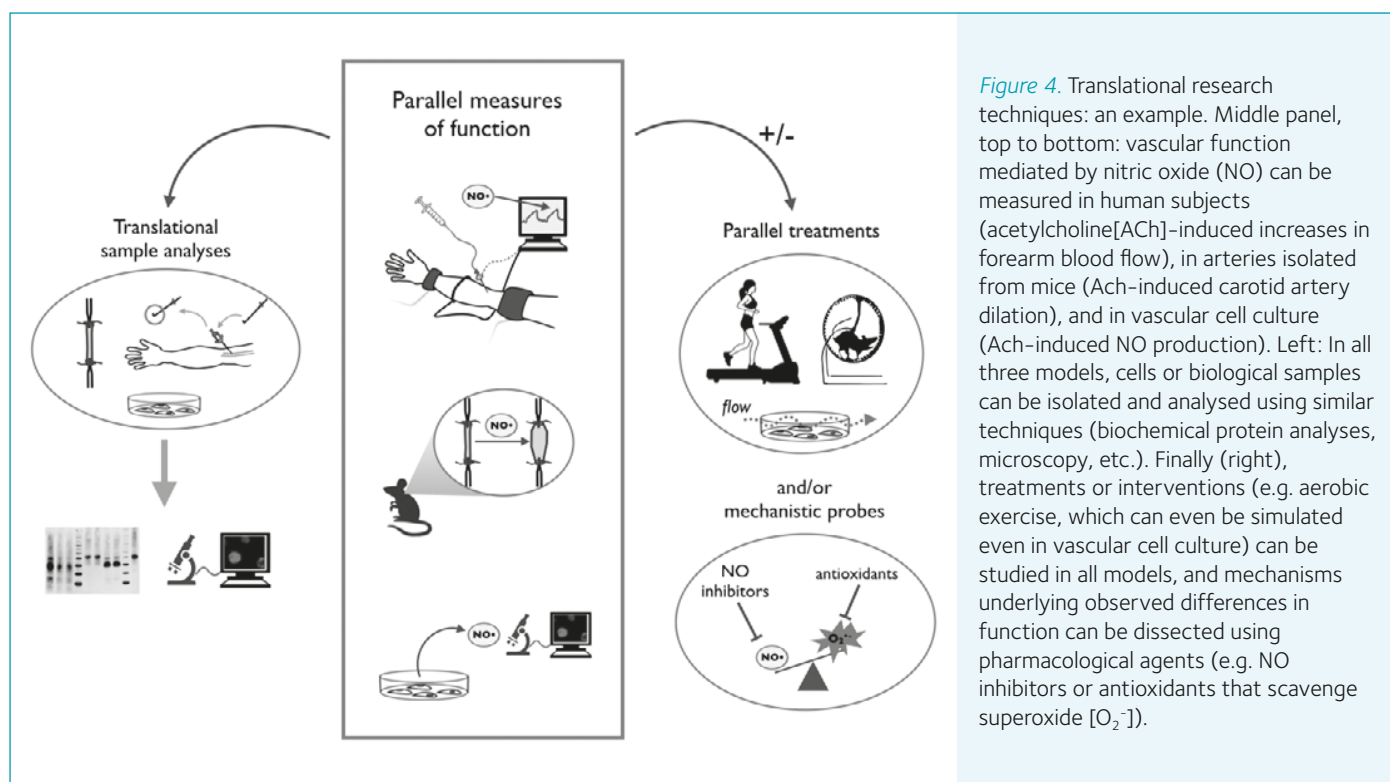 Parallel measures
of function
NO•
NO•
NO•
Translational
sample analyses
+/-
Parallel treatments
flow
and/or
mechanistic probes
NO
inhibitors
antioxidants
NO•
O₂•-
Figure 4. Translational research
techniques: an example. Middle panel,
top to bottom: vascular function
mediated by nitric oxide (NO) can be
measured in human subjects
(acetylcholine[ACh]-induced increases in
forearm blood flow), in arteries isolated
from mice (Ach-induced carotid artery
dilation), and in vascular cell culture
(Ach-induced NO production). Left: In all
three models, cells or biological samples
can be isolated and analysed using similar
techniques (biochemical protein analyses,
microscopy, etc.). Finally (right),
treatments or interventions (e.g. aerobic
exercise, which can even be simulated
even in vascular cell culture) can be
studied in all models, and mechanisms
underlying observed differences in
function can be dissected using
pharmacological agents (e.g. NO
inhibitors or antioxidants that scavenge
superoxide [O₂⁻]).